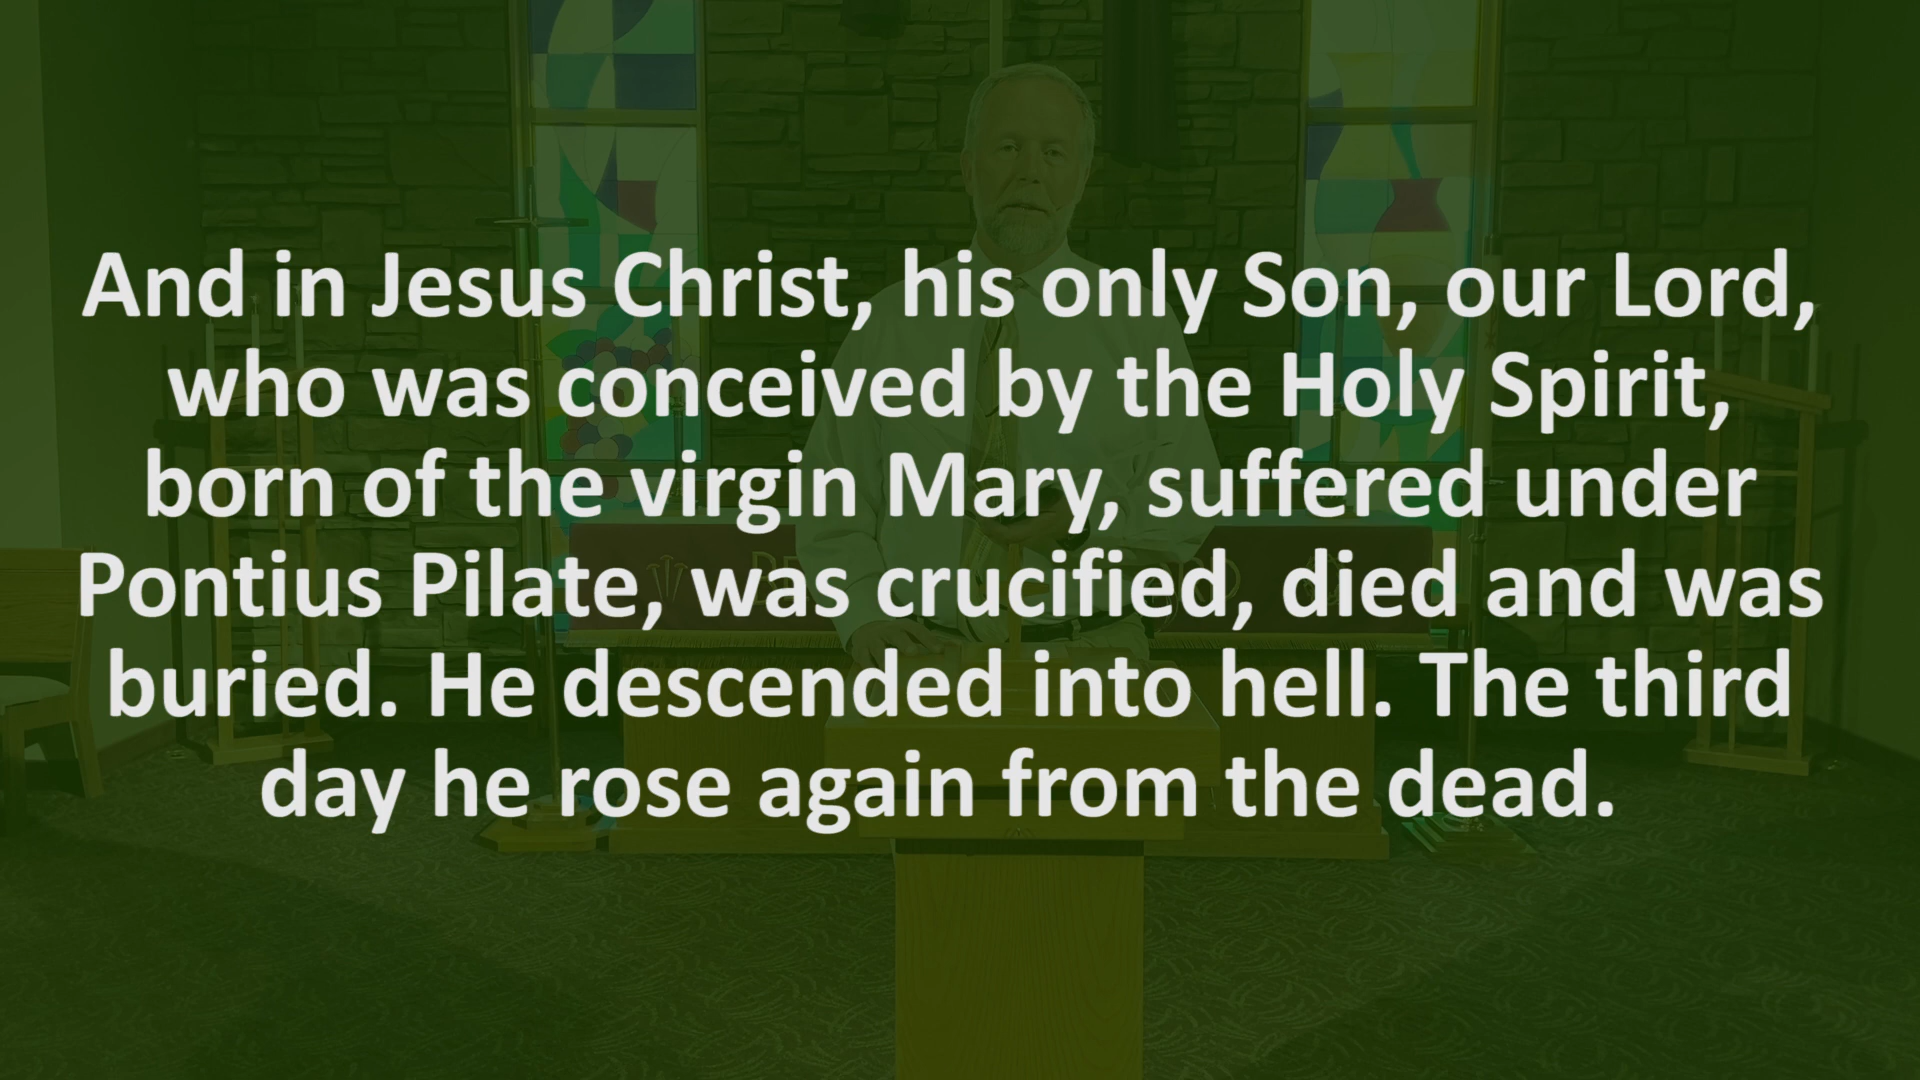 And in Jesus Christ, his only Son, our Lord,
who was conceived by the Holy Spirit,
born of the virgin Mary, suffered under
Pontius Pilate, was crucified, died and was
buried. He descended into hell. The third
day he rose again from the dead.